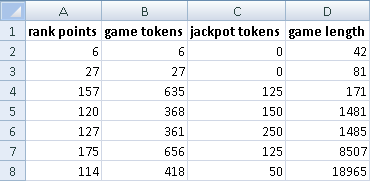 A B C D
1 rank points game tokens jackpot tokens game length
2 6 6 0 42
3 27 27 0 81
4 157 635 125 171
5 120 368 150 1481
6 127 361 250 1485
7 175 656 125 8507
8 114 418 50 18965